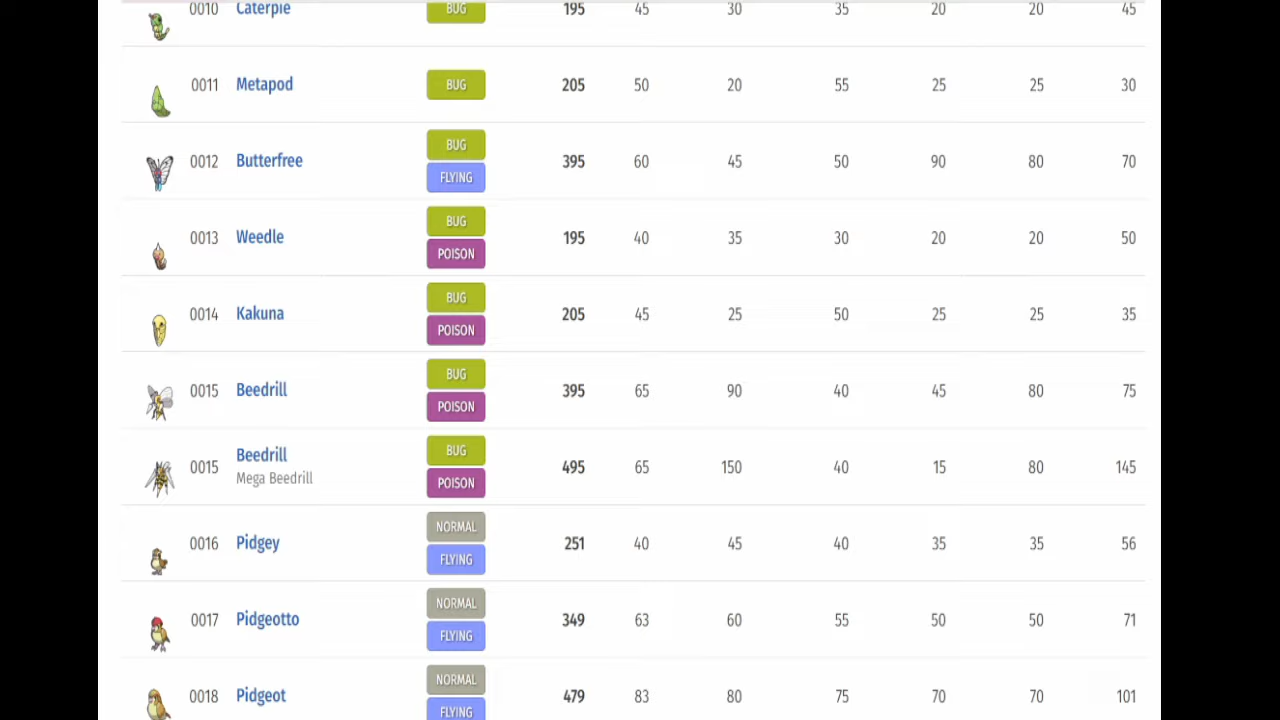 0010 Caterpie BUG 195 45 30 35 20 20 45
0011 Metapod BUG 205 50 20 55 25 25 30
0012 Butterfree BUG FLYING 395 60 45 50 90 80 70
0013 Weedle BUG POISON 195 40 35 30 20 20 50
0014 Kakuna BUG POISON 205 45 25 50 25 25 35
0015 Beedrill BUG POISON 395 65 90 40 45 80 75
0015 Beedrill Mega Beedrill BUG POISON 495 65 150 40 15 80 145
0016 Pidgey NORMAL FLYING 251 40 45 40 35 35 56
0017 Pidgeotto NORMAL FLYING 349 63 60 55 50 50 71
0018 Pidgeot NORMAL FLYING 479 83 80 75 70 70 101